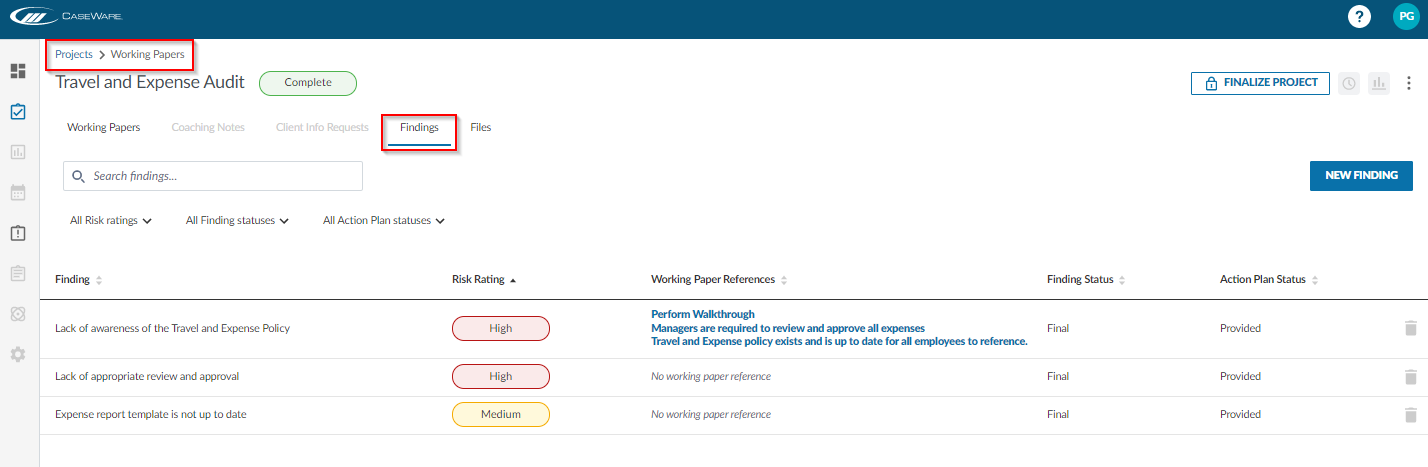 CASEWARE.
?
PG
Projects > Working Papers
Travel and Expense Audit
Complete
FINALIZE PROJECT
Working Papers
Coaching Notes
Client Info Requests
Findings
Files
Search findings...
NEW FINDING
All Risk ratings
All Finding statuses
All Action Plan statuses
Finding
Risk Rating
Working Paper References
Finding Status
Action Plan Status
Lack of awareness of the Travel and Expense Policy
High
Perform Walkthrough
Managers are required to review and approve all expenses
Travel and Expense policy exists and is up to date for all employees to reference.
Final
Provided
Lack of appropriate review and approval
High
No working paper reference
Final
Provided
Expense report template is not up to date
Medium
No working paper reference
Final
Provided